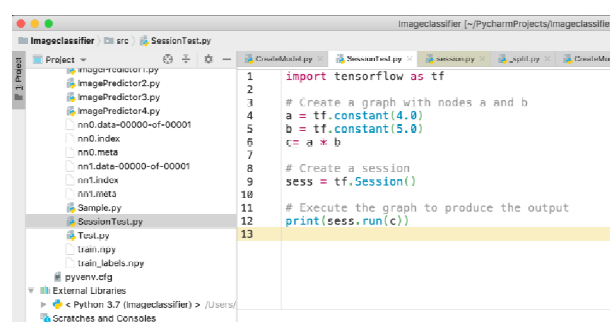 Imageclassifier [~/PycharmProjects/Imageclassifier
Imageclassifier src SessionTest.py
1: Project
Project
CreateModel.py SessionTest.py session.py _split.py CreateMo
ImagePredictor1.py
ImagePredictor2.py
ImagePredictor3.py
ImagePredictor4.py
nn0.data-00000-of-00001
nn0.index
nn0.meta
nn1.data-00000-of-00001
nn1.index
nn1.meta
Sample.py
SessionTest.py
Test.py
train.npy
train_labels.npy
pyvenv.cfg
External Libraries
< Python 3.7 (Imageclassifier) > /Users/
Scratches and Consoles
1 import tensorflow as tf
2
3 # Create a graph with nodes a and b
4 a = tf.constant(4.0)
5 b = tf.constant(5.0)
6 c= a * b
7
8 # Create a session
9 sess = tf.Session()
10
11 # Execute the graph to produce the output
12 print(sess.run(c))
13